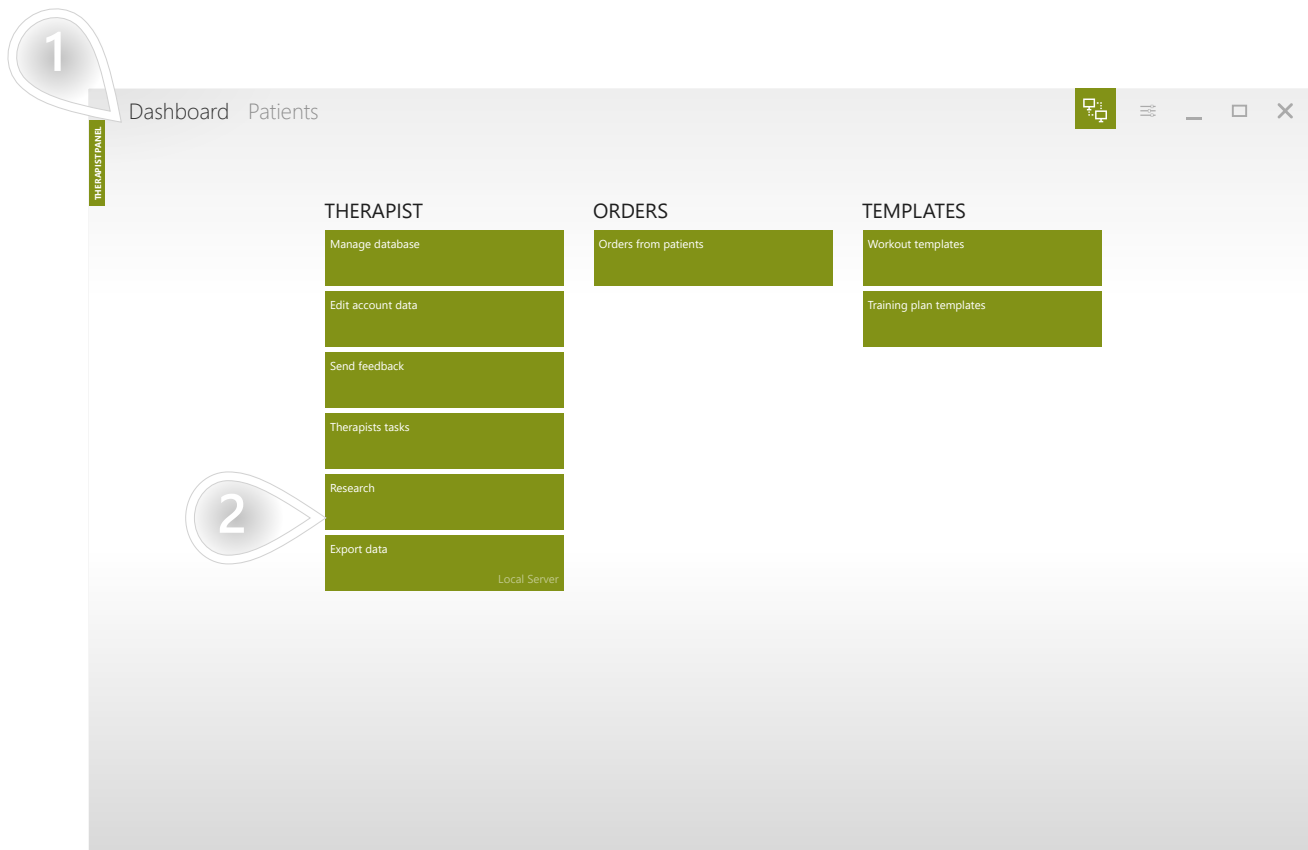 1
Dashboard Patients
THERAPIST PANEL
THERAPIST
Manage database
Edit account data
Send feedback
Therapists tasks
Research
2
Export data
Local Server
ORDERS
Orders from patients
TEMPLATES
Workout templates
Training plan templates